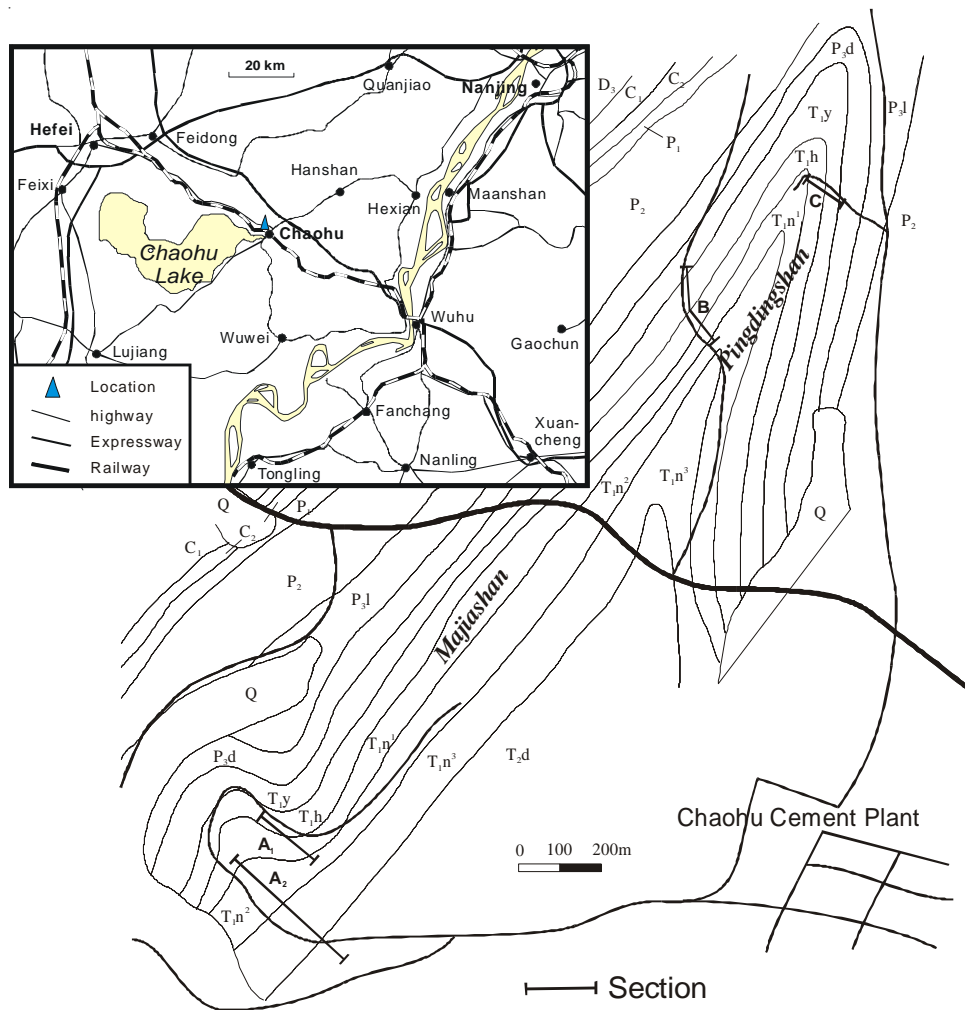 20 km
Quanjiao
Nanjing
Hefei
Feidong
Hanshan
Feixi
Maanshan
Hexian
Chaohu
Chaohu
Lake
Wuhu
Wuwei
Gaochun
Lujiang
Fanchang
Xuan-
cheng
Nanling
Tongling
Location
highway
Expressway
Railway
P₃d
D₃
C₁
C₂
P₃l
P₁
T₁y
T₁h
C
P₂
P₂
T₁n¹
B
Pingdingshan
T₁n²
T₁n³
Q
Q
P₁
C₂
C₁
P₂
P₃l
Majiashan
Q
P₃d
T₁n¹
T₁n³
T₂d
T₁y
T₁h
A₁
A₂
T₁n²
Chaohu Cement Plant
0 100 200m
Section